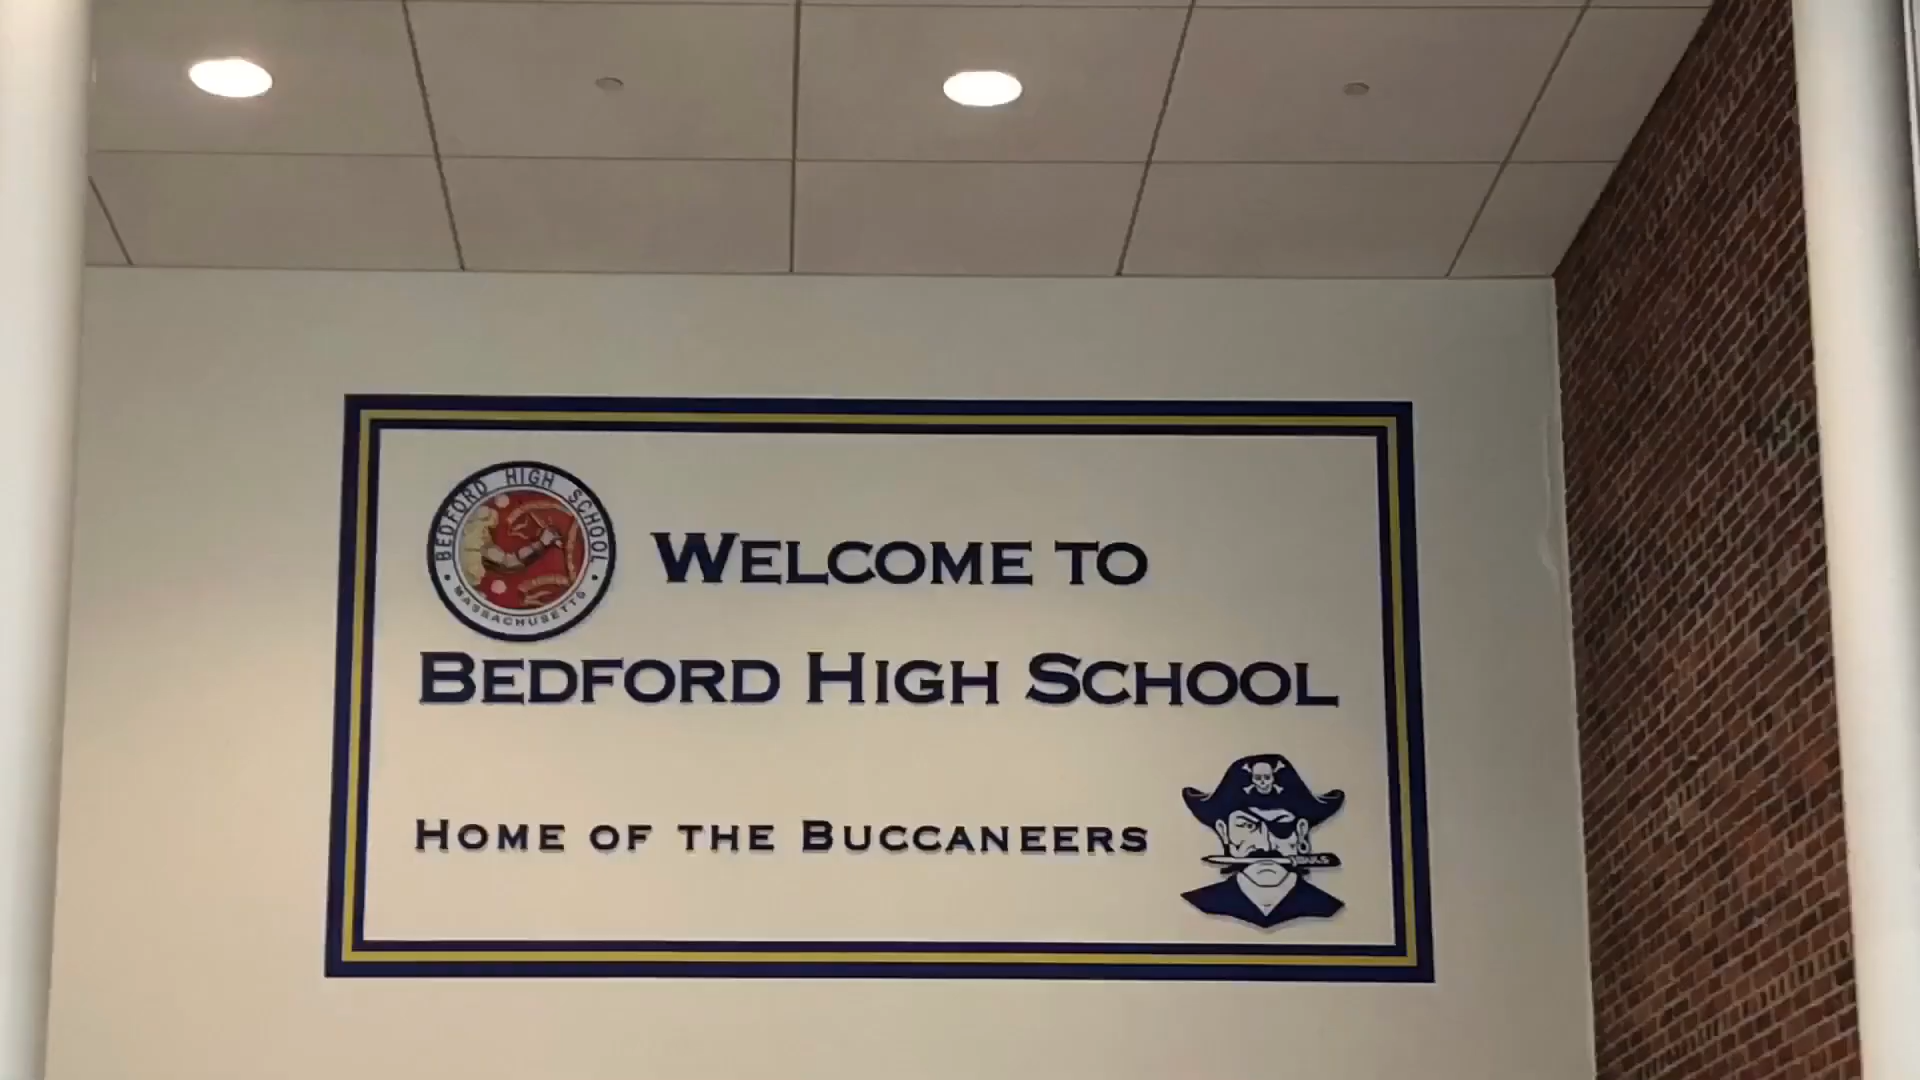 BEDFORD HIGH SCHOOL
• MASSACHUSETTS •
WELCOME TO
BEDFORD HIGH SCHOOL
HOME OF THE BUCCANEERS